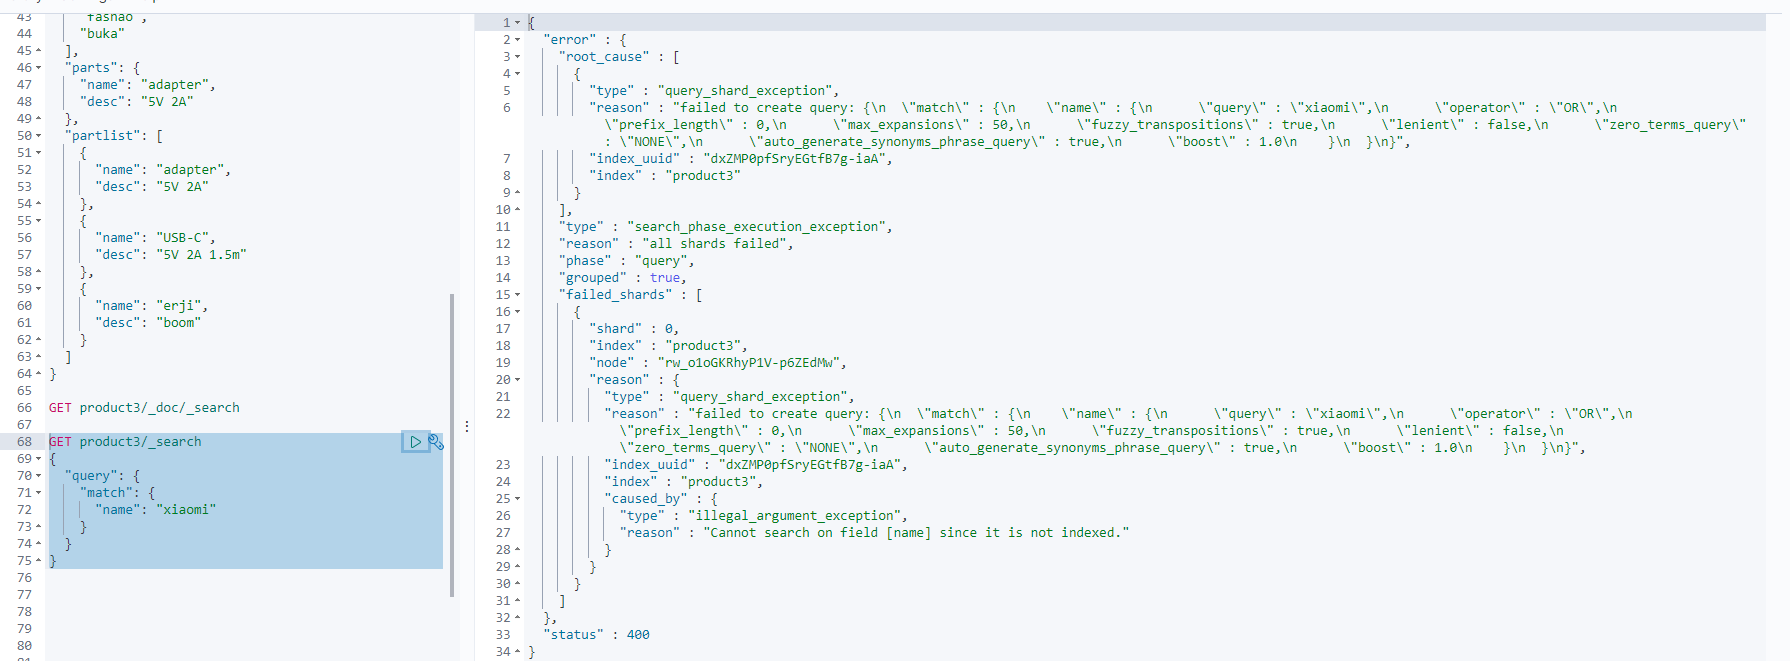 43 "fashao",
44 "buka"
45 ],
46 "parts": {
47 "name": "adapter",
48 "desc": "5V 2A"
49 },
50 "partlist": [
51 {
52 "name": "adapter",
53 "desc": "5V 2A"
54 },
55 {
56 "name": "USB-C",
57 "desc": "5V 2A 1.5m"
58 },
59 {
60 "name": "erji",
61 "desc": "boom"
62 }
63 ]
64 }
65
66 GET product3/_doc/_search
67
68 GET product3/_search
69 {
70 "query": {
71 "match": {
72 "name": "xiaomi"
73 }
74 }
75 }
76
77
78
79
80
1 {
2 "error" : {
3 "root_cause" : [
4 {
5 "type" : "query_shard_exception",
6 "reason" : "failed to create query: {\n  \"match\" : {\n    \"name\" : {\n      \"query\" : \"xiaomi\",\n      \"operator\" : \"OR\",\n
\"prefix_length\" : 0,\n      \"max_expansions\" : 50,\n      \"fuzzy_transpositions\" : true,\n      \"lenient\" : false,\n      \"zero_terms_query\"
: \"NONE\",\n      \"auto_generate_synonyms_phrase_query\" : true,\n      \"boost\" : 1.0\n    }\n  }\n}",
7 "index_uuid" : "dxZMP0pfSryEGtfB7g-iaA",
8 "index" : "product3"
9 }
10 ],
11 "type" : "search_phase_execution_exception",
12 "reason" : "all shards failed",
13 "phase" : "query",
14 "grouped" : true,
15 "failed_shards" : [
16 {
17 "shard" : 0,
18 "index" : "product3",
19 "node" : "rw_o1oGKRhyP1V-p6ZEdMw",
20 "reason" : {
21 "type" : "query_shard_exception",
22 "reason" : "failed to create query: {\n  \"match\" : {\n    \"name\" : {\n      \"query\" : \"xiaomi\",\n      \"operator\" : \"OR\",\n
\"prefix_length\" : 0,\n      \"max_expansions\" : 50,\n      \"fuzzy_transpositions\" : true,\n      \"lenient\" : false,\n
\"zero_terms_query\" : \"NONE\",\n      \"auto_generate_synonyms_phrase_query\" : true,\n      \"boost\" : 1.0\n    }\n  }\n}",
23 "index_uuid" : "dxZMP0pfSryEGtfB7g-iaA",
24 "index" : "product3",
25 "caused_by" : {
26 "type" : "illegal_argument_exception",
27 "reason" : "Cannot search on field [name] since it is not indexed."
28 }
29 }
30 }
31 ]
32 },
33 "status" : 400
34 }